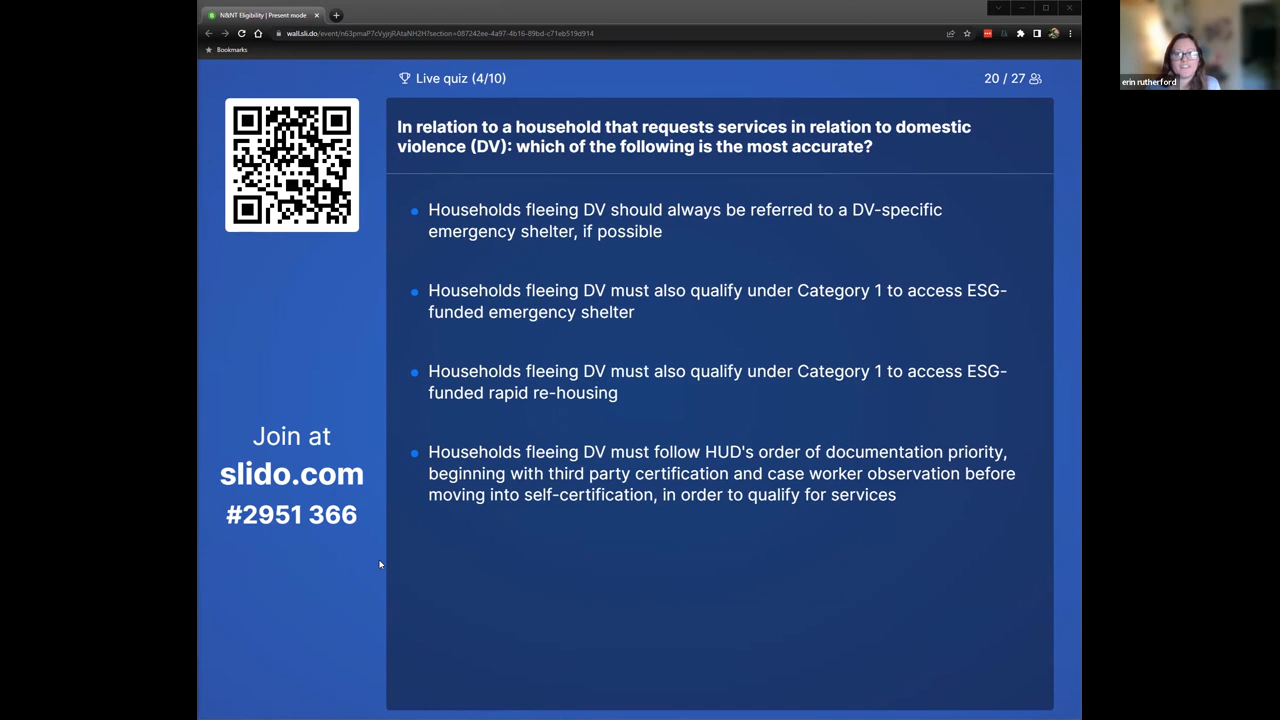 N&NT Eligibility | Present mode
wall.sli.do/event/n63pmaP7cVyjrjRAtaNH2H?section=087242ee-4a97-4b16-89bd-c71eb519d914
Bookmarks
Live quiz (4/10)
20 / 27
erin rutherford
In relation to a household that requests services in relation to domestic
violence (DV): which of the following is the most accurate?
Households fleeing DV should always be referred to a DV-specific
emergency shelter, if possible
Households fleeing DV must also qualify under Category 1 to access ESG-
funded emergency shelter
Households fleeing DV must also qualify under Category 1 to access ESG-
funded rapid re-housing
Households fleeing DV must follow HUD's order of documentation priority,
beginning with third party certification and case worker observation before
moving into self-certification, in order to qualify for services
Join at
slido.com
#2951 366